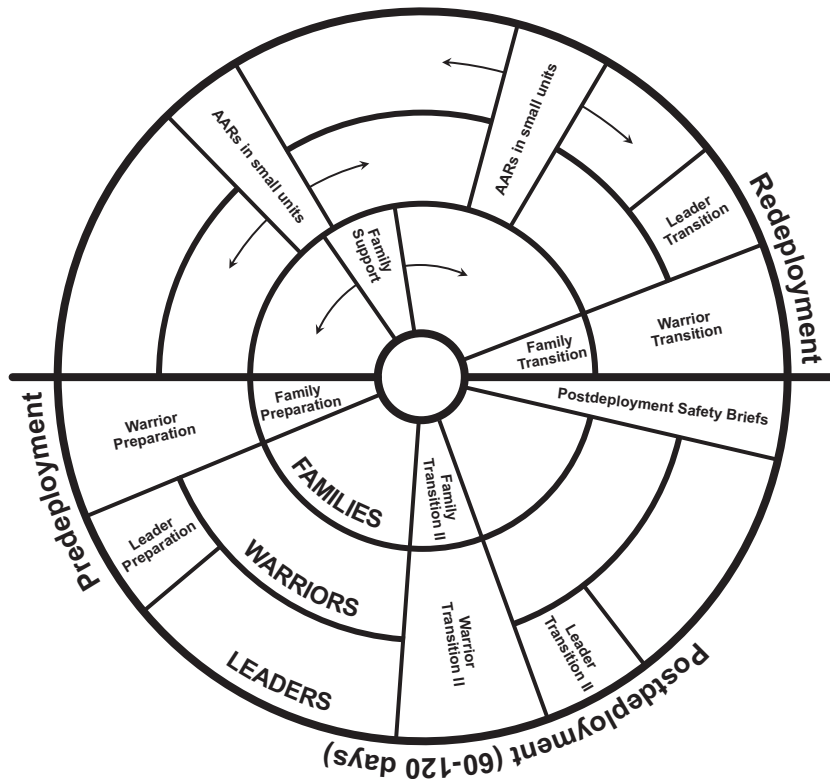 AARs in small units
AARs in small units
Redeployment
Leader
Transition
Family
Support
Warrior
Transition
Family
Transition
Postdeployment Safety Briefs
Predeployment
Warrior
Preparation
Family
Preparation
Leader
Preparation
FAMILIES
WARRIORS
LEADERS
Family
Transition II
Warrior
Transition II
Leader
Transition II
Postdeployment (60-120 days)